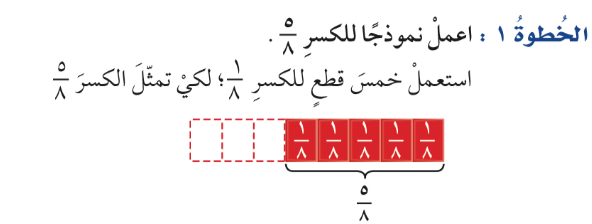 الخُطوةُ ١ : اعملْ نموذجًا للكسرِ ٥/٨ .
استعملْ خمسَ قطعٍ للكسرِ ١/٨؛ لكيْ تمثّلَ الكسرَ ٥/٨
١/٨ ١/٨ ١/٨ ١/٨ ١/٨
٥/٨